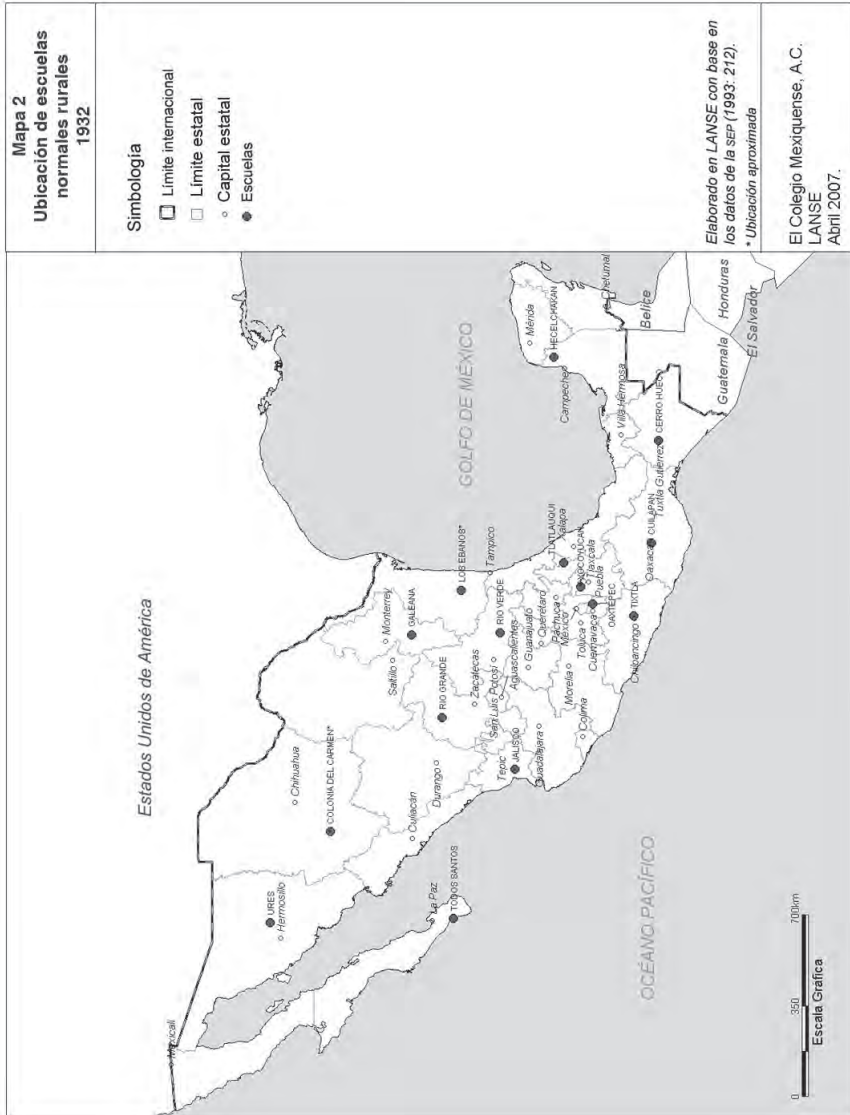 Mapa 2
Ubicación de escuelas
normales rurales
1932
Simbología
Límite internacional
Límite estatal
Capital estatal
Escuelas
Elaborado en LANSE con base en
los datos de la SEP (1993: 212).
* Ubicación aproximada
El Colegio Mexiquense, A.C.
LANSE
Abril 2007.
Estados Unidos de América
GOLFO DE MÉXICO
OCÉANO PACÍFICO
Mexicali
URES
Hermosillo
Chihuahua
COLONIA DEL CARMEN*
La Paz
TODOS SANTOS
Culiacán
Durango
Saltillo
Monterrey
GALEANA
RIO GRANDE
Zacatecas
LOS EBANOS*
Tampico
RIO VERDE
San Luis Potosí
Aguascalientes
Tepic
JALISCO
Guadalajara
Guanajuato
Querétaro
Pachuca
México
Toluca
Morelia
Colima
Cuernavaca
OAXTEPEC
TLATLAUQUI
Xalapa
XOCOYUCAN
Tlaxcala
Puebla
Chilpancingo
TIXTLA
Oaxaca
CUILAPAN
Villa Hermosa
Tuxtla Gutiérrez
CERRO HUECO
Campeche
HECELCHAKAN
Mérida
Chetumal
Belice
Guatemala
Honduras
El Salvador
0 350 700km
Escala Gráfica